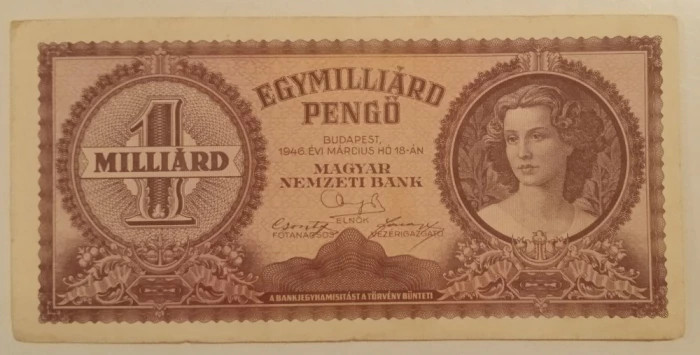 1
MILLIÁRD
EGYMILLIÁRD
PENGŐ
BUDAPEST,
1946. ÉVI MÁRCIUS HÓ 18-ÁN
MAGYAR
NEMZETI BANK
ELNÖK
FŐTANÁCSOS VEZÉRIGAZGATÓ
A BANKJEGYHAMISÍTÁST A TÖRVÉNY BÜNTETI